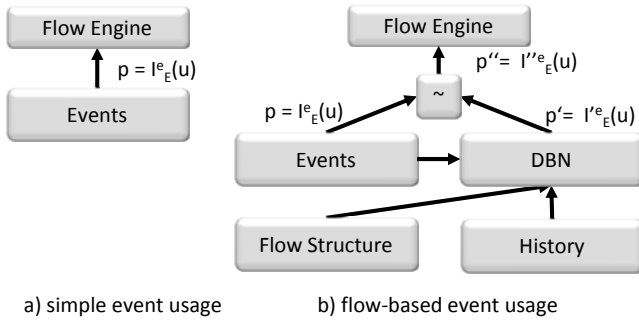 Flow Engine
p = Iᵉ_E(u)
Events
a) simple event usage
Flow Engine
p‘‘= I‘‘ᵉ_E(u)
~
p = Iᵉ_E(u)
p‘= I‘ᵉ_E(u)
Events
DBN
Flow Structure
History
b) flow-based event usage